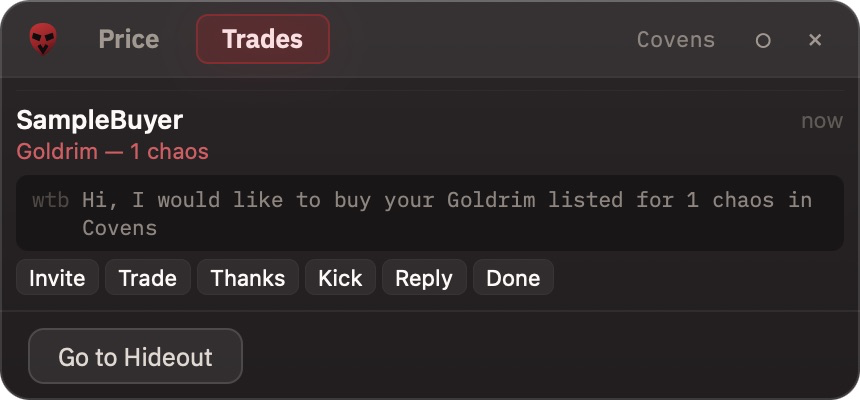 Price Trades Covens
SampleBuyer now
Goldrim — 1 chaos
wtb Hi, I would like to buy your Goldrim listed for 1 chaos in
Covens
Invite Trade Thanks Kick Reply Done
Go to Hideout